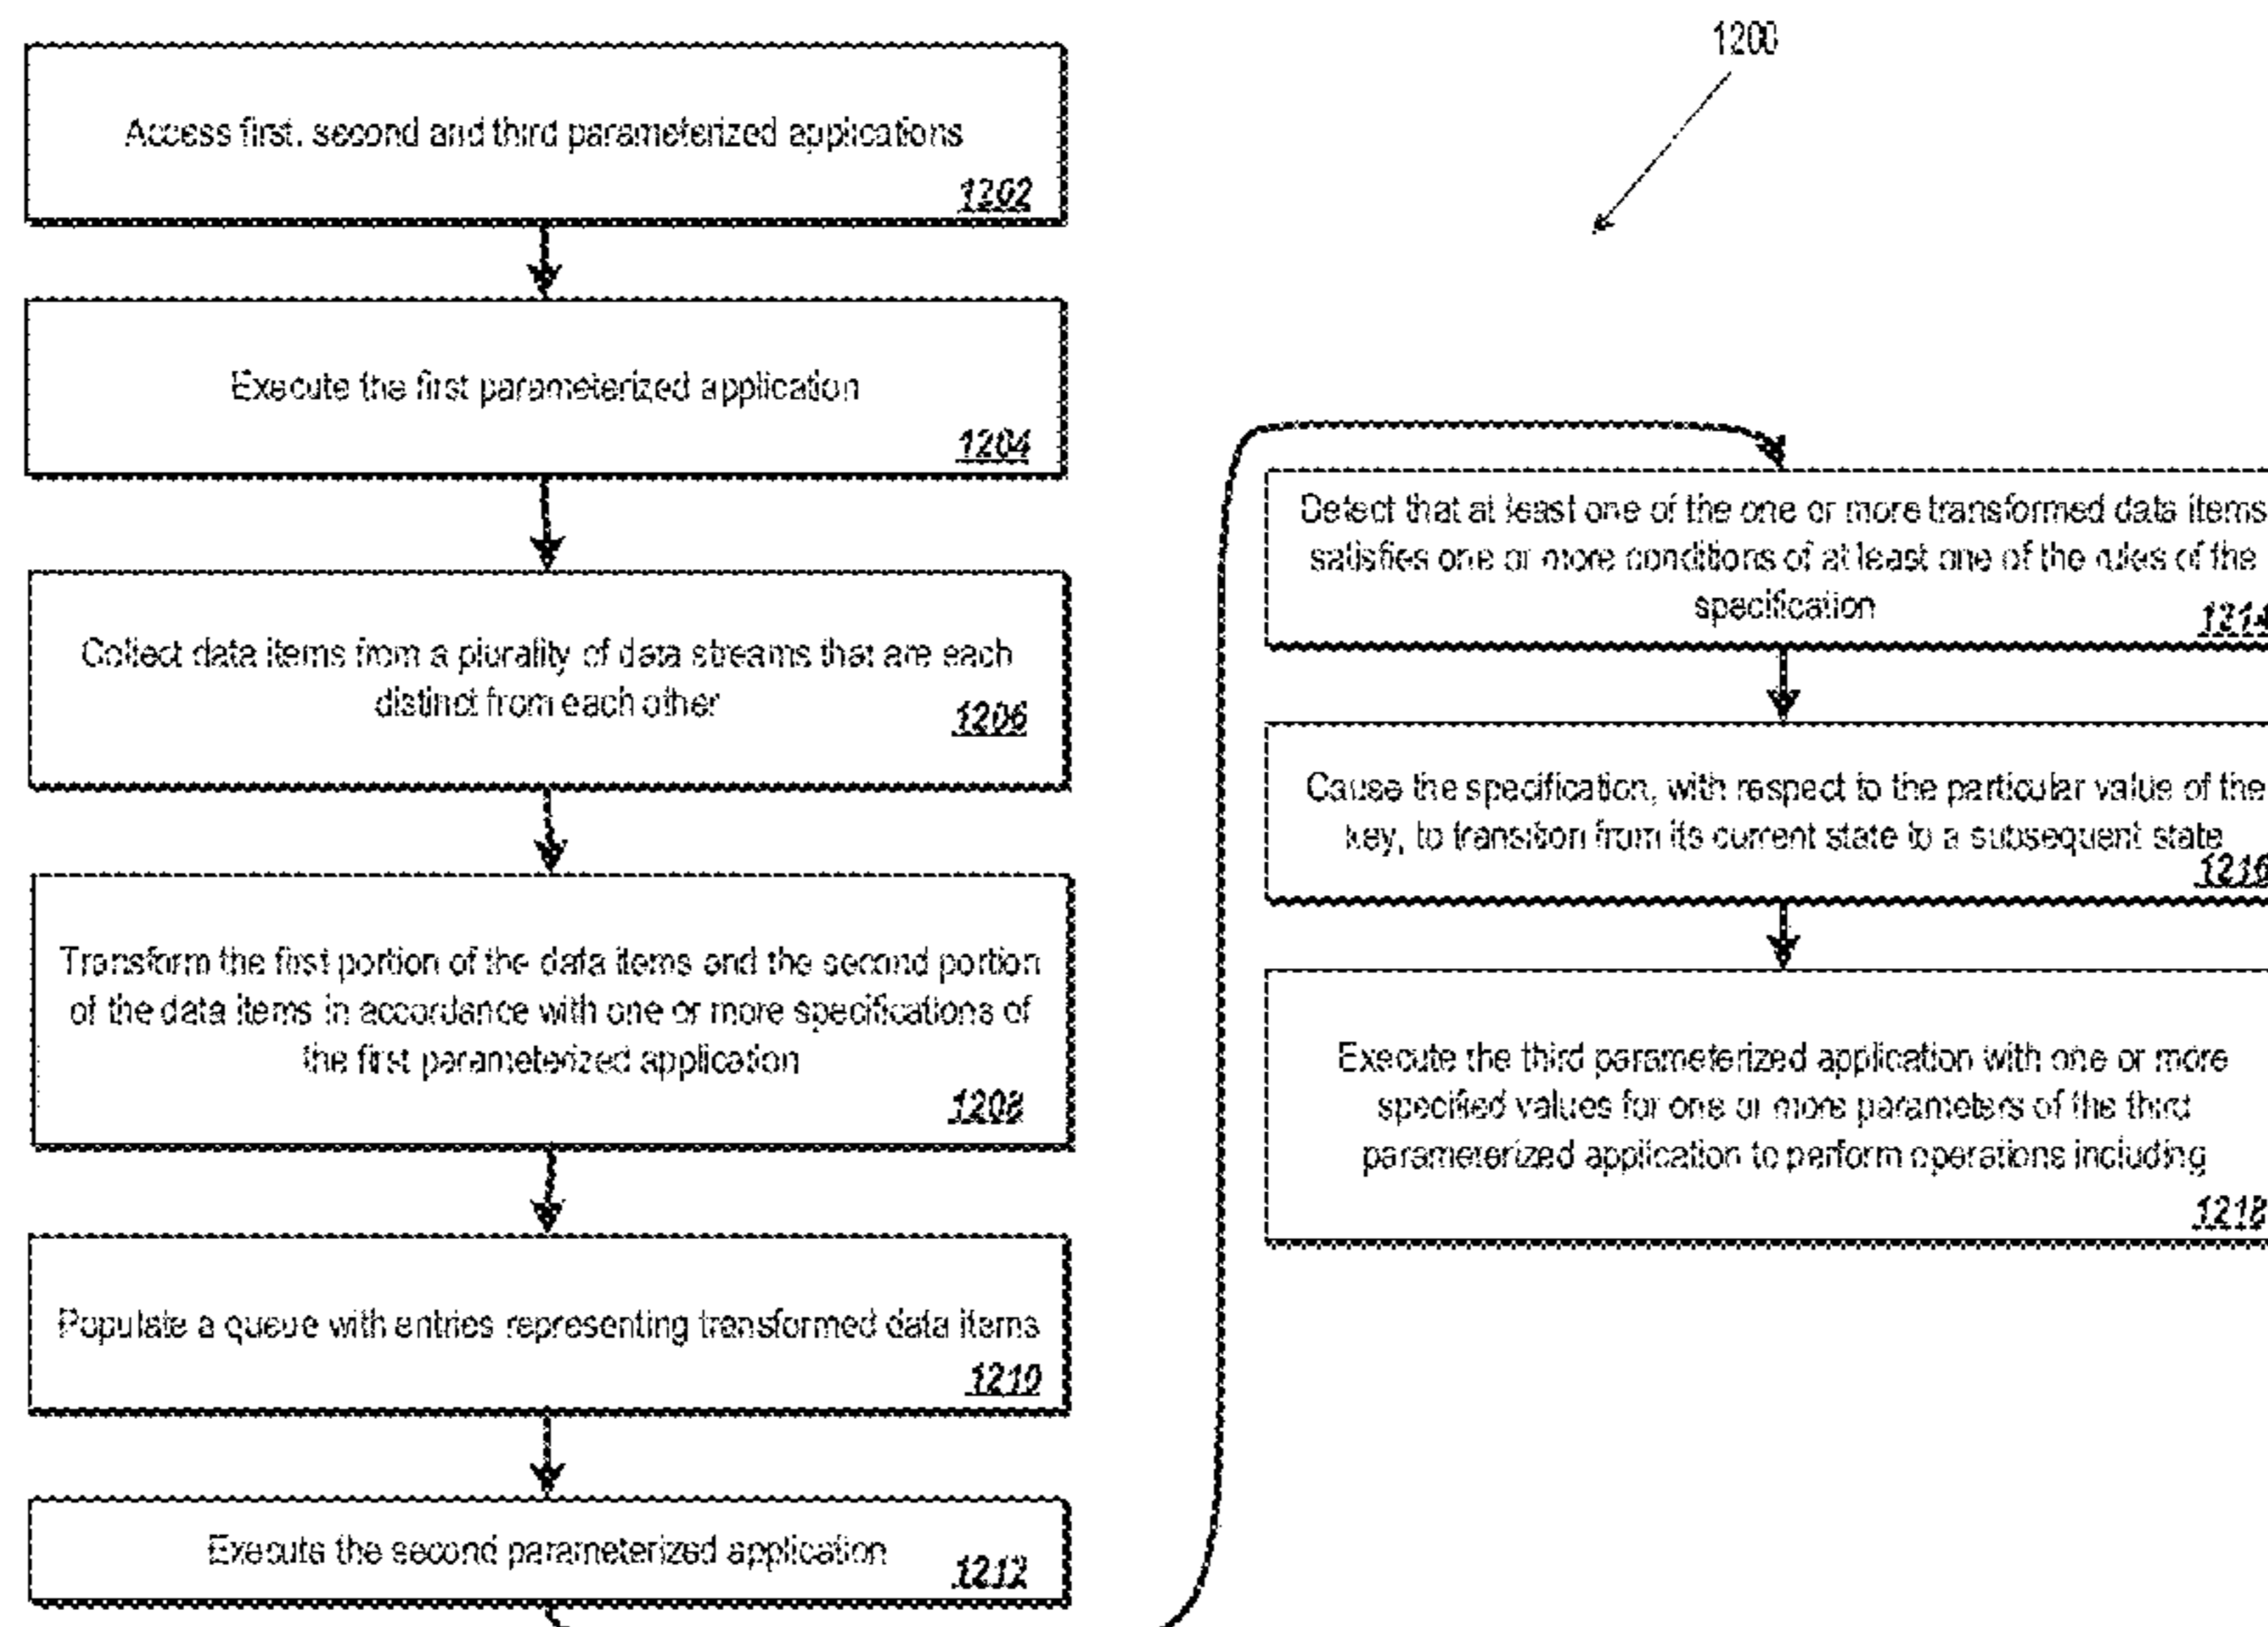 1200
Access first, second and third parameterized applications
1202
Execute the first parameterized application
1204
Collect data items from a plurality of data streams that are each
distinct from each other
1206
Transform the first portion of the data items and the second portion
of the data items in accordance with one or more specifications of
the first parameterized application
1208
Populate a queue with entries representing transformed data items
1210
Execute the second parameterized application
1212
Detect that at least one of the one or more transformed data items
satisfies one or more conditions of at least one of the rules of the
specification
1214
Cause the specification, with respect to the particular value of the
key, to transition from its current state to a subsequent state
1216
Execute the third parameterized application with one or more
specified values for one or more parameters of the third
parameterized application to perform operations including
1218